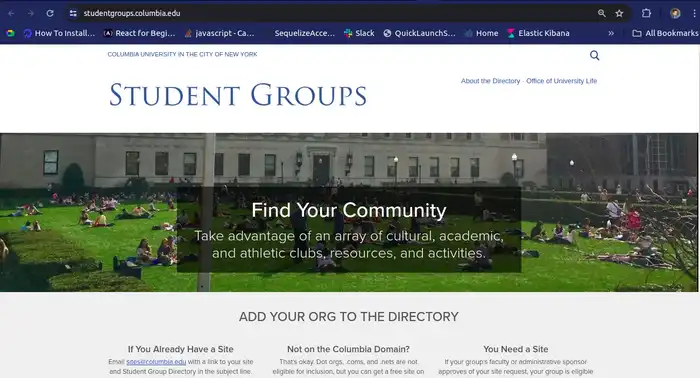 studentgroups.columbia.edu
How To Install...
React for Begi...
javascript - Ca...
SequelizeAcce...
Slack
QuickLaunchS...
Home
Elastic Kibana
»
All Bookmarks
COLUMBIA UNIVERSITY IN THE CITY OF NEW YORK
About the Directory · Office of University Life
STUDENT GROUPS
Find Your Community
Take advantage of an array of cultural, academic,
and athletic clubs, resources, and activities.
ADD YOUR ORG TO THE DIRECTORY
If You Already Have a Site
Email sites@columbia.edu with a link to your site
and Student Group Directory in the subject line.
Not on the Columbia Domain?
That's okay. Dot orgs, .coms, and .nets are not
eligible for inclusion, but you can get a free site on
You Need a Site
If your group's faculty or administrative sponsor
approves of your site request, your group is eligible